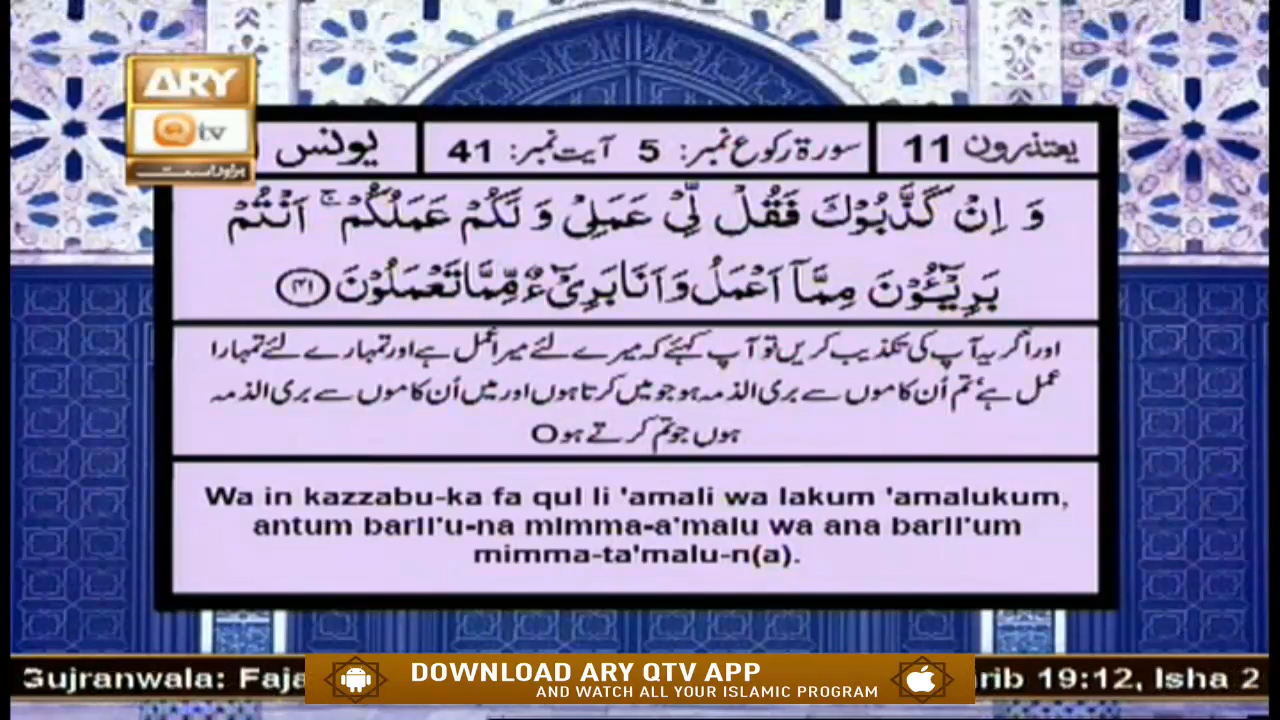 ARY
Qtv
براہ راست
یعتذرون 11
سورۃ رکوع نمبر: 5 آیت نمبر: 41
یونس
وَ اِنْ كَذَّبُوْكَ فَقُلْ لِّیْ عَمَلِیْ وَ لَكُمْ عَمَلُكُمْ ۚ اَنْتُمْ
بَرِیْٓــٴُـوْنَ مِمَّاۤ اَعْمَلُ وَ اَنَا بَرِیْٓءٌ مِّمَّا تَعْمَلُوْنَ ﴿۴۱﴾
اور اگر یہ آپ کی تکذیب کریں تو آپ کہئے کہ میرے لئے میرا عمل ہے اور تمہارے لئے تمہارا
عمل ہے، تم اُن کاموں سے بری الذمہ ہو جو میں کرتا ہوں اور میں اُن کاموں سے بری الذمہ
ہوں جو تم کرتے ہو O
Wa in kazzabu-ka fa qul li 'amali wa lakum 'amalukum,
antum barii'u-na mimma-a'malu wa ana barii'um
mimma-ta'malu-n(a).
Gujranwala: Faja
DOWNLOAD ARY QTV APP
AND WATCH ALL YOUR ISLAMIC PROGRAM
rib 19:12, Isha 2